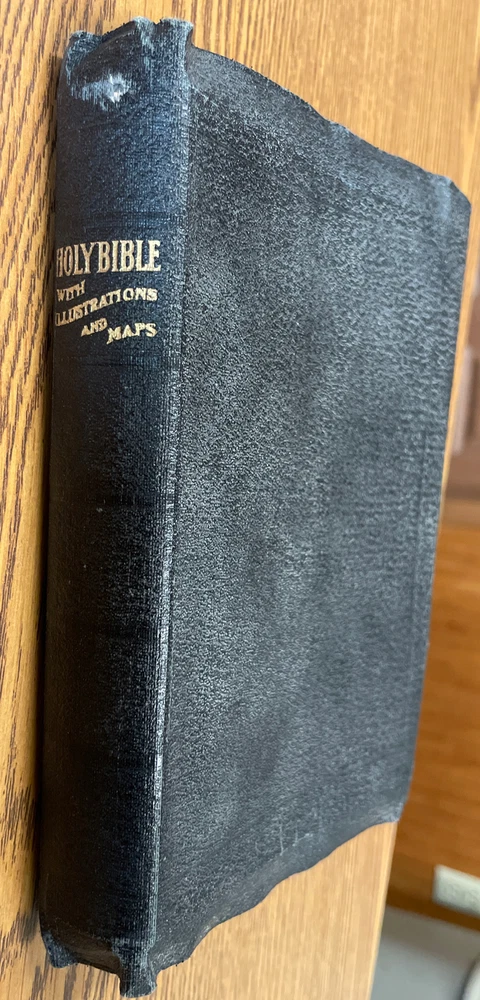 HOLY BIBLE
WITH
ILLUSTRATIONS
AND
MAPS